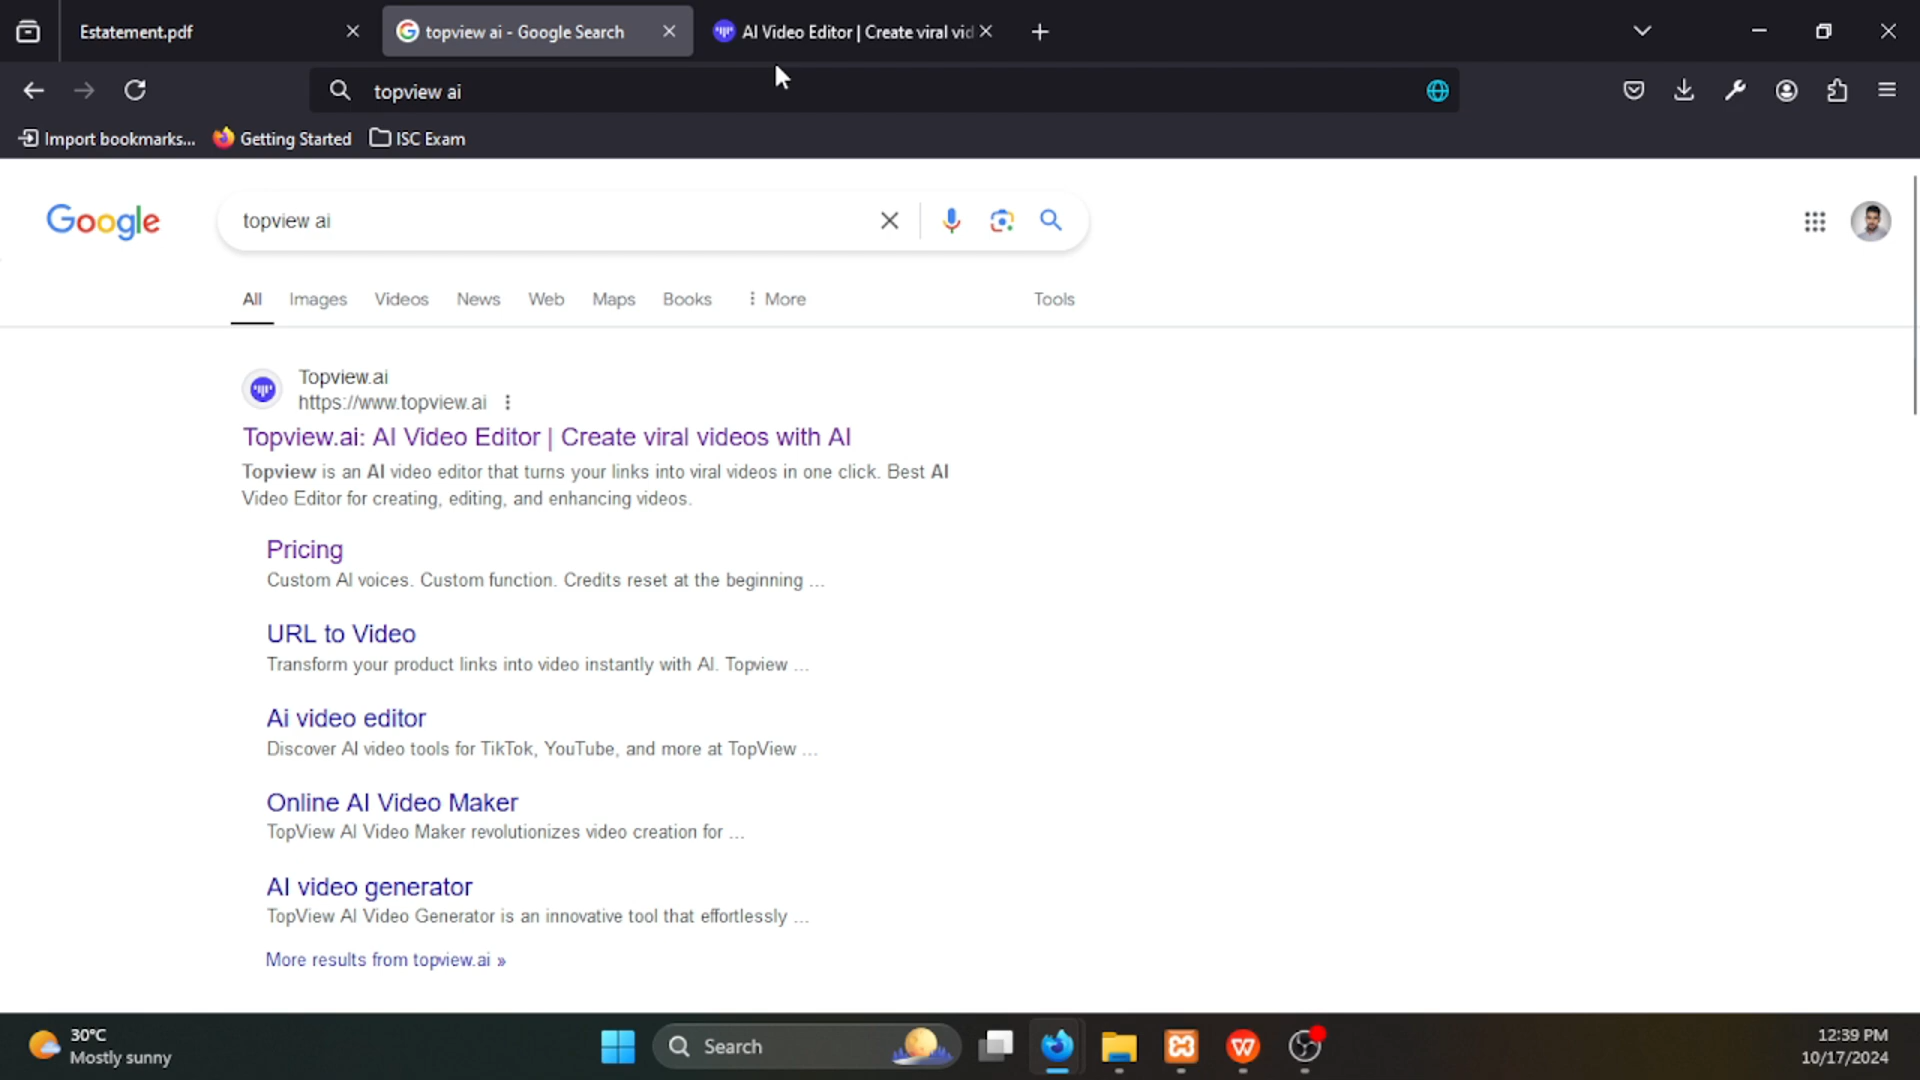 Estatement.pdf
topview ai - Google Search
AI Video Editor | Create viral vid
topview ai
Import bookmarks...
Getting Started
ISC Exam
Google
topview ai
All
Images
Videos
News
Web
Maps
Books
More
Tools
Topview.ai
https://www.topview.ai
Topview.ai: AI Video Editor | Create viral videos with AI
Topview is an AI video editor that turns your links into viral videos in one click. Best AI
Video Editor for creating, editing, and enhancing videos.
Pricing
Custom AI voices. Custom function. Credits reset at the beginning ...
URL to Video
Transform your product links into video instantly with AI. Topview ...
Ai video editor
Discover AI video tools for TikTok, YouTube, and more at TopView ...
Online AI Video Maker
TopView AI Video Maker revolutionizes video creation for ...
AI video generator
TopView AI Video Generator is an innovative tool that effortlessly ...
More results from topview.ai »
30°C
Mostly sunny
Search
12:39 PM
10/17/2024